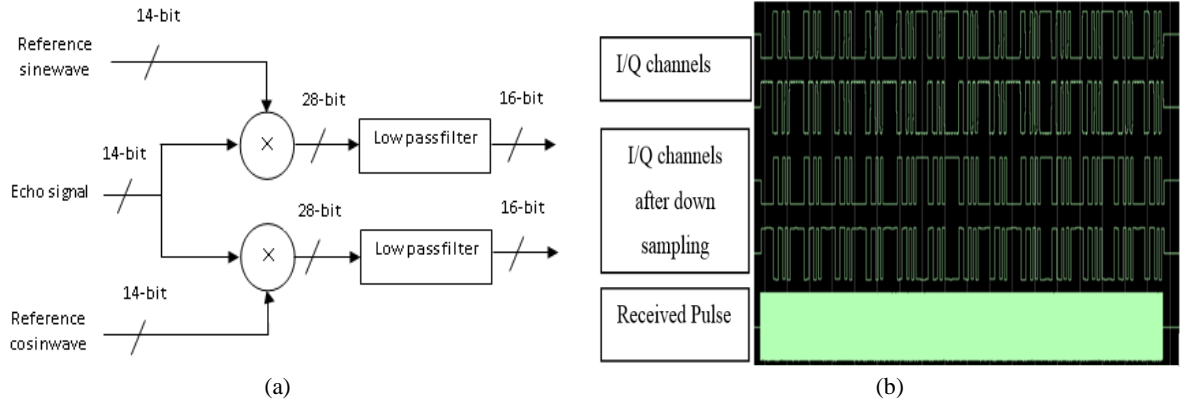 14-bit
Reference
sinewave
28-bit
16-bit
Low passfilter
×
14-bit
Echo signal
28-bit
16-bit
Low passfilter
×
14-bit
Reference
cosinwave
(a)
I/Q channels
I/Q channels
after down
sampling
Received Pulse
(b)